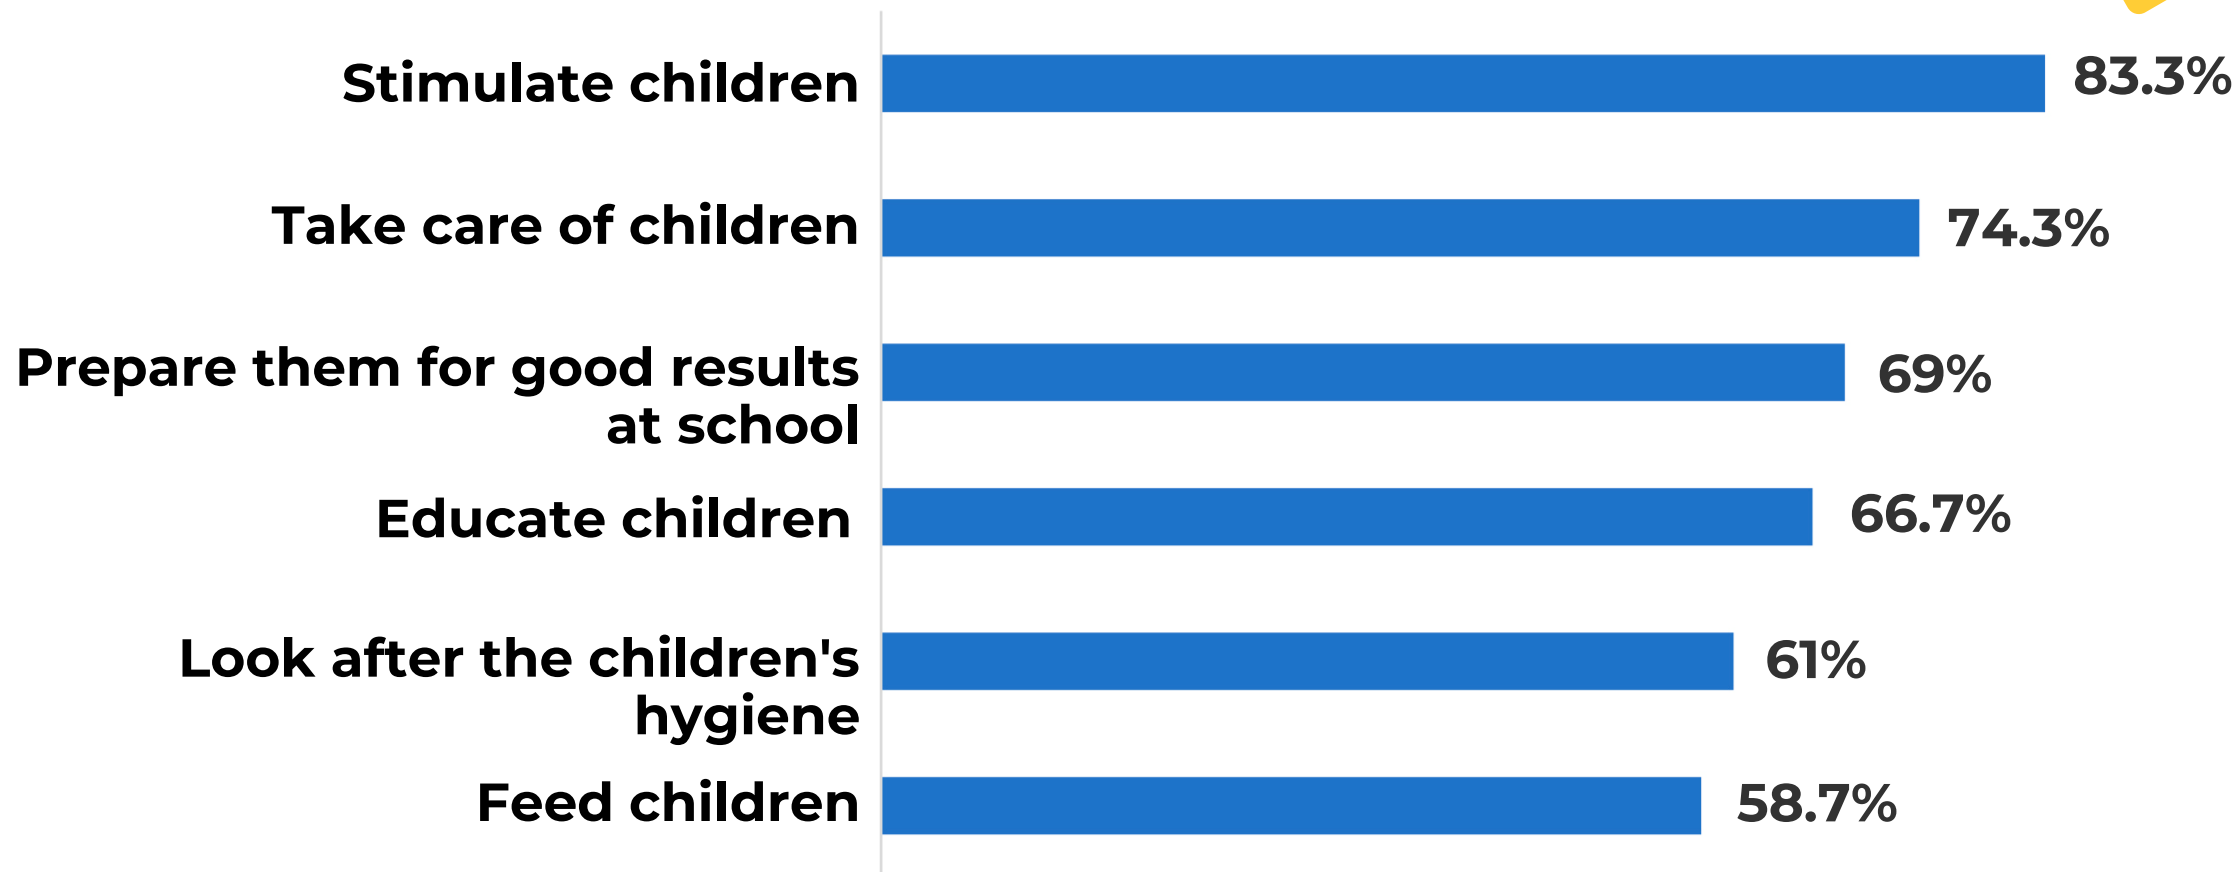 Stimulate children
83.3%
Take care of children
74.3%
Prepare them for good results
at school
69%
Educate children
66.7%
Look after the children's
hygiene
61%
Feed children
58.7%